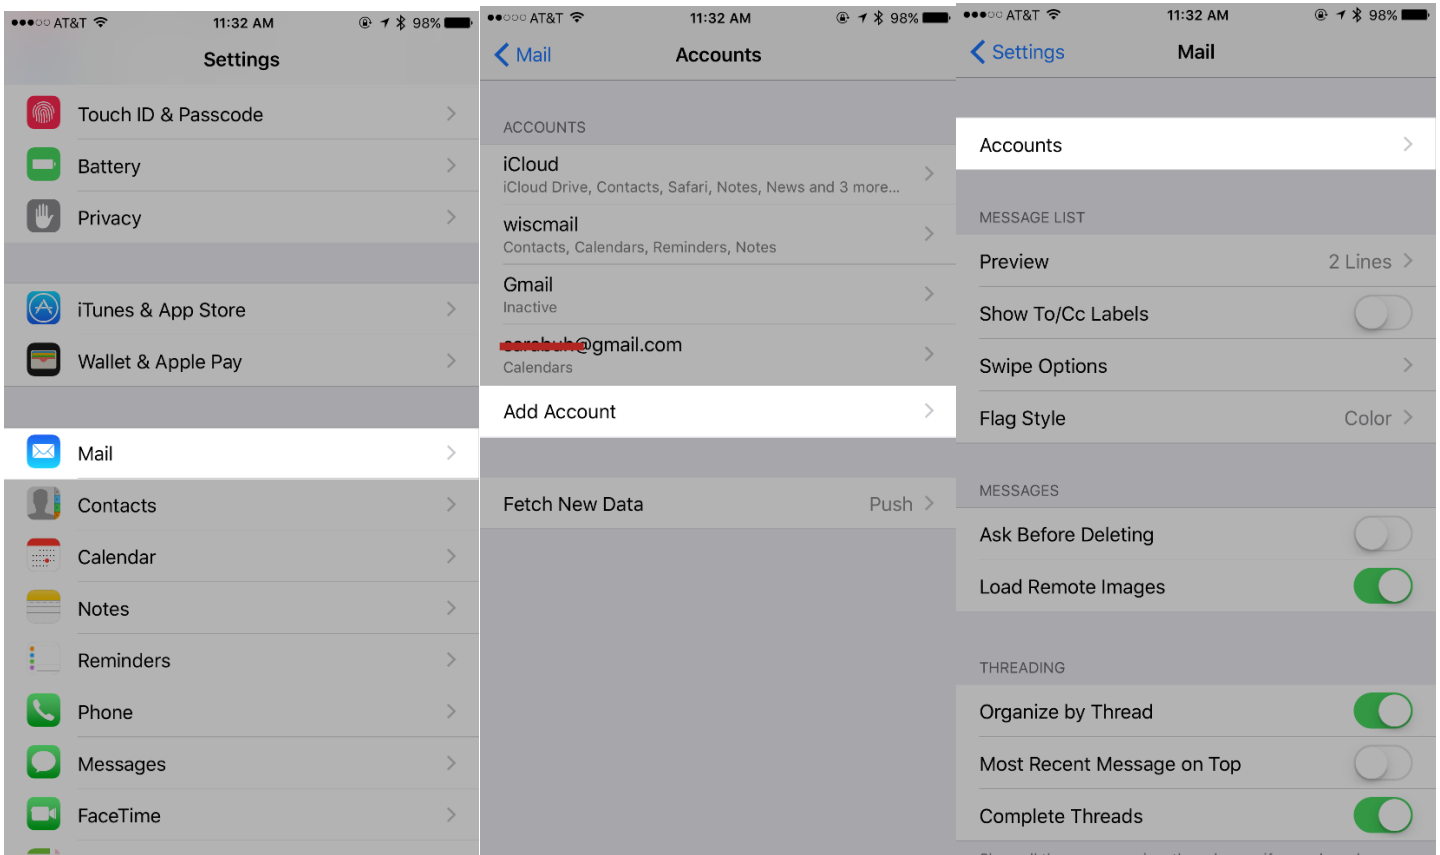 AT&T 11:32 AM 98%
Settings
Touch ID & Passcode
Battery
Privacy
iTunes & App Store
Wallet & Apple Pay
Mail
Contacts
Calendar
Notes
Reminders
Phone
Messages
FaceTime
AT&T 11:32 AM 98%
Mail Accounts
ACCOUNTS
iCloud
iCloud Drive, Contacts, Safari, Notes, News and 3 more...
wiscmail
Contacts, Calendars, Reminders, Notes
Gmail
Inactive
@gmail.com
Calendars
Add Account
Fetch New Data Push
AT&T 11:32 AM 98%
Settings Mail
Accounts
MESSAGE LIST
Preview 2 Lines
Show To/Cc Labels
Swipe Options
Flag Style Color
MESSAGES
Ask Before Deleting
Load Remote Images
THREADING
Organize by Thread
Most Recent Message on Top
Complete Threads